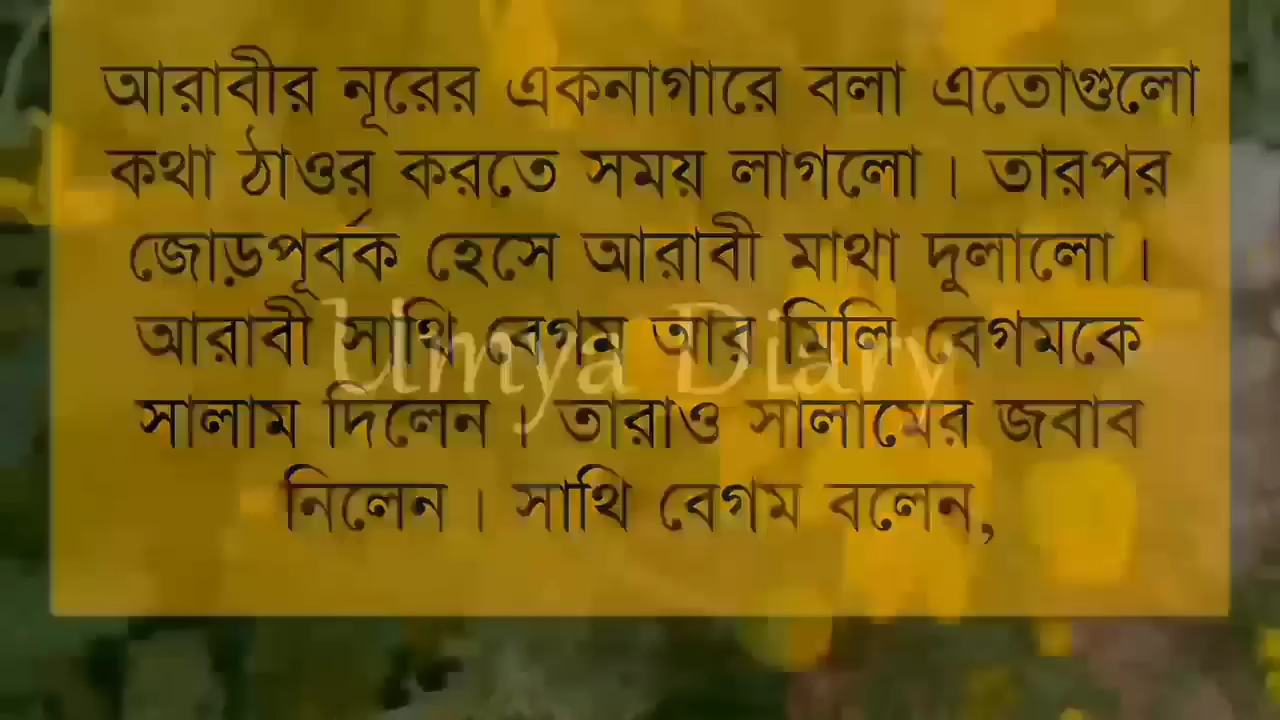 আরাবীর নূরের একনাগারে বলা এতোগুলো
কথা ঠাওর করতে সময় লাগলো । তারপর
জোড়পূর্বক হেসে আরাবী মাথা দুলালো ।
আরাবী সাথি বেগম আর মিলি বেগমকে
Umya Diary
সালাম দিলেন । তারাও সালামের জবাব
নিলেন । সাথি বেগম বলেন,